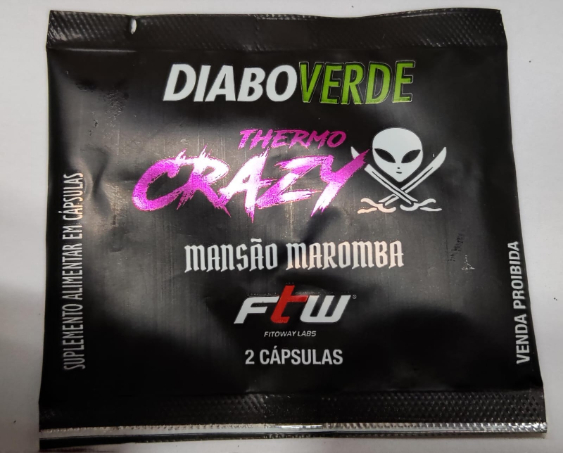 DIABOVERDE
THERMO
CRAZY
MANSÃO MAROMBA
FTW
FITOWAY LABS
2 CÁPSULAS
SUPLEMENTO ALIMENTAR EM CÁPSULAS
VENDA PROIBIDA